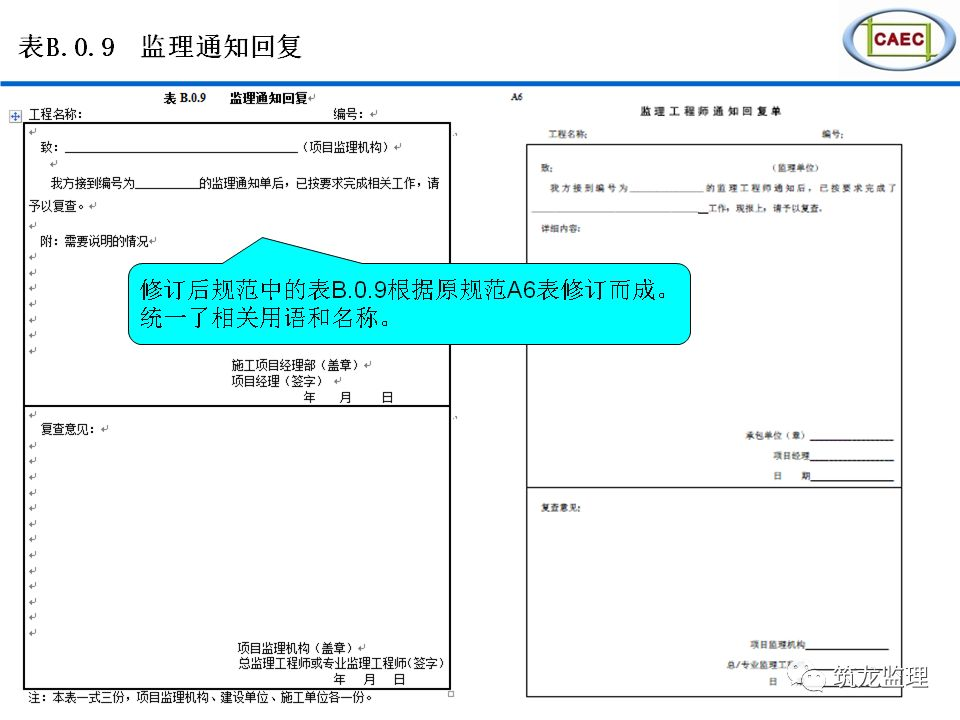 表B.0.9 监理通知回复
CAEC
表 B.0.9 监理通知回复
工程名称： 编号：
致：（项目监理机构）
我方接到编号为的监理通知单后，已按要求完成相关工作，请
予以复查。
附：需要说明的情况
施工项目经理部（盖章）
项目经理（签字）
年 月 日
复查意见：
项目监理机构（盖章）
总监理工程师或专业监理工程师（签字）
年 月 日
注：本表一式三份，项目监理机构、建设单位、施工单位各一份。
修订后规范中的表B.0.9根据原规范A6表修订而成。
统一了相关用语和名称。
A6
监理工程师通知回复单
工程名称： 编号：
致： （监理单位）
我方接到编号为的监理工程师通知后，已按要求完成了
工作，现报上，请予以复查。
详细内容：
承包单位（章）
项目经理
日 期
复查意见：
项目监理机构
总/专业监理工程
日
筑龙监理